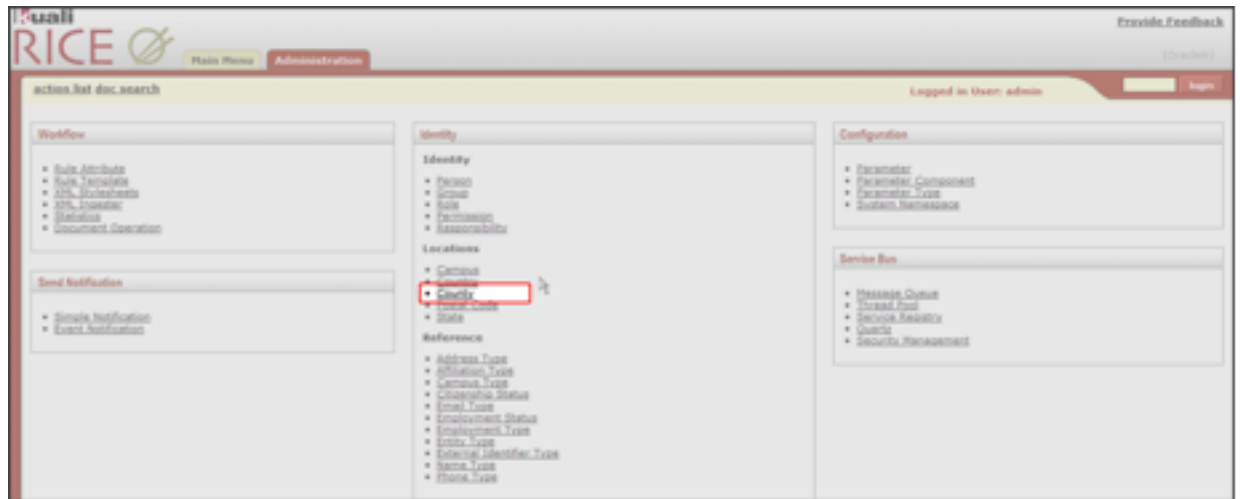 Kuali
RICE
Provide Feedback
Main Menu
Administration
action list doc search
Logged in User: admin
login
Workflow
Rule Attribute
Rule Template
XML Stylesheets
XML Ingester
Statistics
Document Operation
Send Notification
Simple Notification
Event Notification
Identity
Identity
Person
Group
Role
Permission
Responsibility
Locations
Campus
Country
County
Postal Code
State
Reference
Address Type
Affiliation Type
Campus Type
Citizenship Status
Email Type
Employment Status
Employment Type
Entity Type
External Identifier Type
Name Type
Phone Type
Configuration
Parameter
Parameter Component
Parameter Type
System Namespace
Service Bus
Message Queue
Thread Pool
Service Registry
Quartz
Security Management